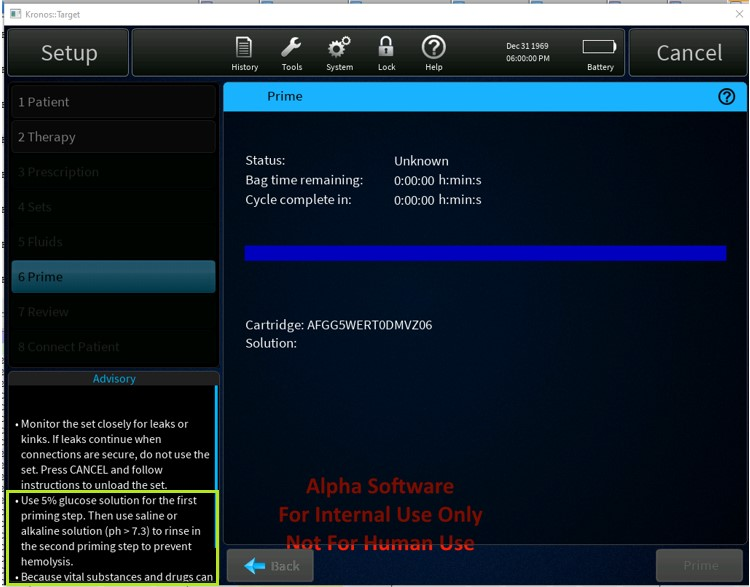 Kronos::Target
Setup
History
Tools
System
Lock
Help
Dec 31 1969
06:00:00 PM
Battery
Cancel
1 Patient
2 Therapy
3 Prescription
4 Sets
5 Fluids
6 Prime
7 Review
8 Connect Patient
Advisory
• Monitor the set closely for leaks or
kinks. If leaks continue when
connections are secure, do not use the
set. Press CANCEL and follow
instructions to unload the set.
• Use 5% glucose solution for the first
priming step. Then use saline or
alkaline solution (ph > 7.3) to rinse in
the second priming step to prevent
hemolysis.
• Because vital substances and drugs can
Prime
Status: Unknown
Bag time remaining: 0:00:00 h:min:s
Cycle complete in: 0:00:00 h:min:s
Cartridge: AFGG5WERT0DMVZ06
Solution:
Alpha Software
For Internal Use Only
Not For Human Use
Back
Prime